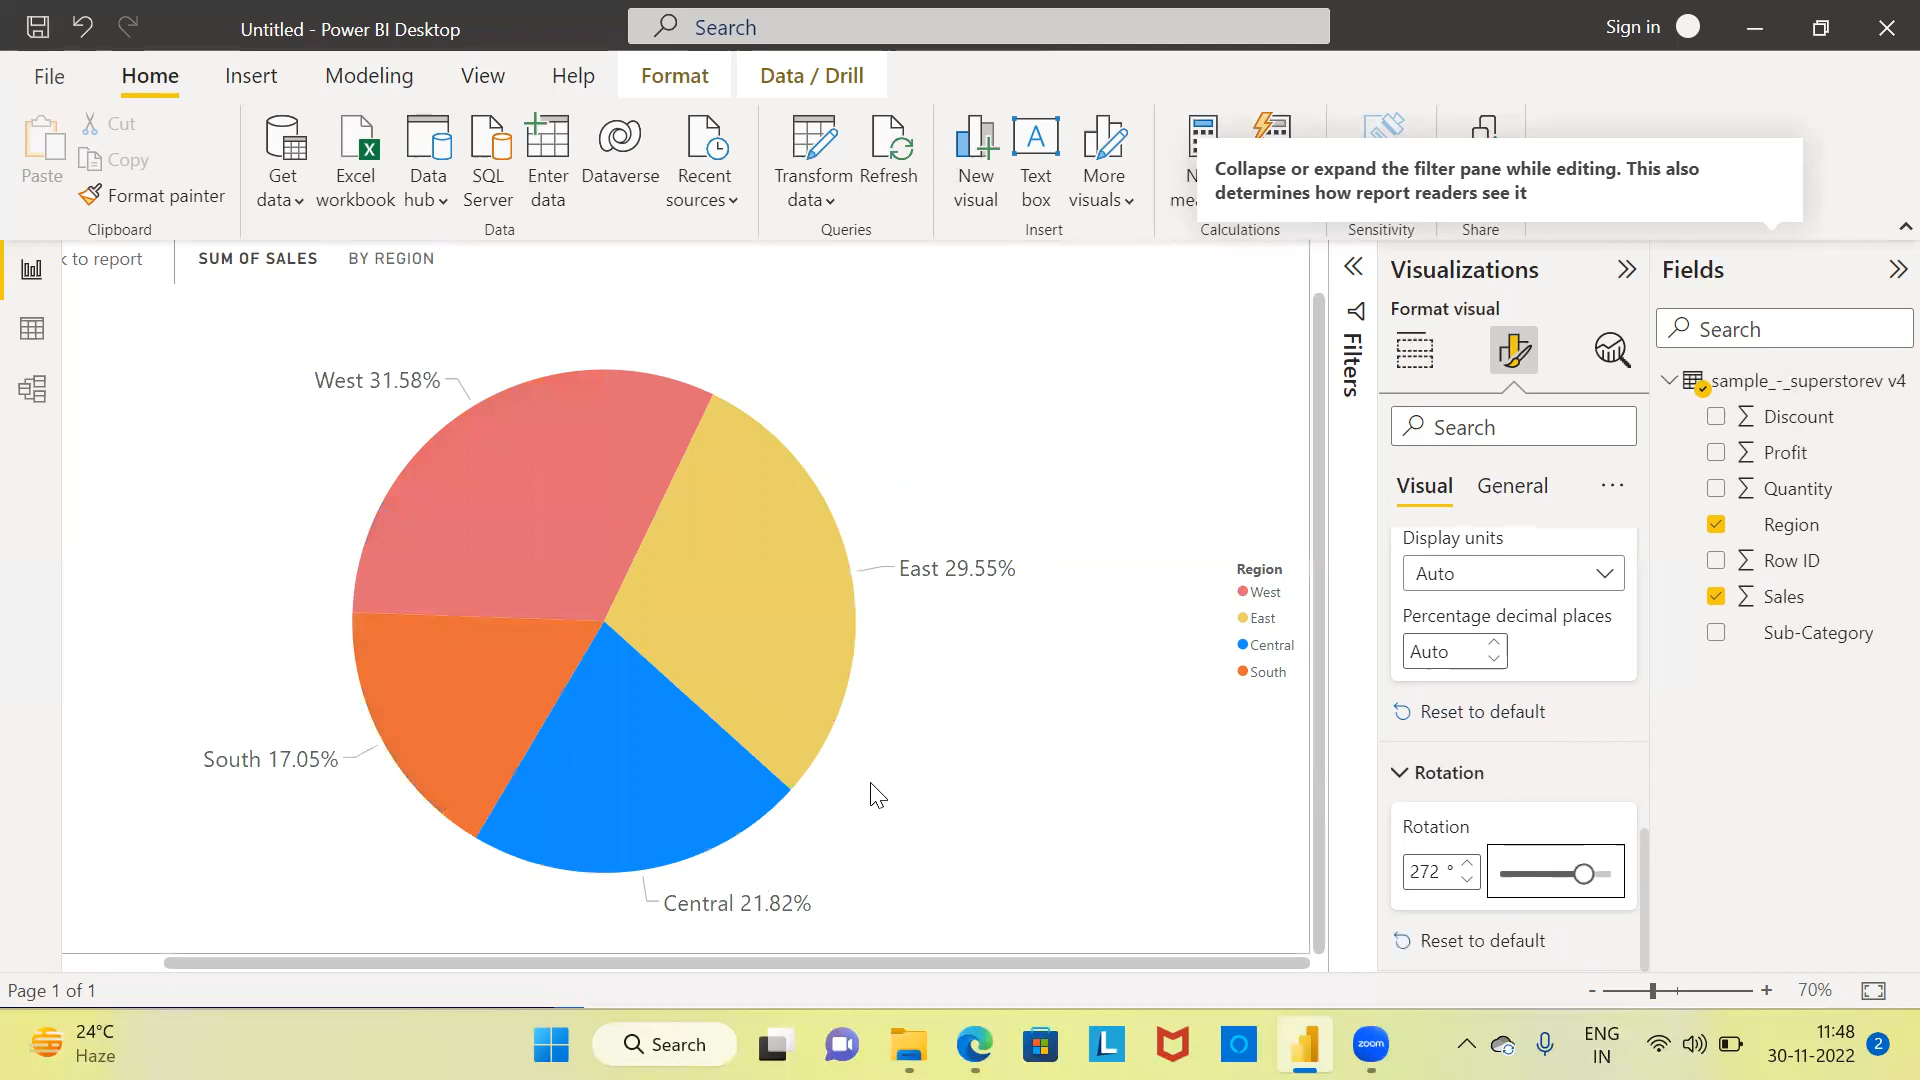 Untitled - Power BI Desktop
Search
Sign in
File
Home
Insert
Modeling
View
Help
Format
Data / Drill
Paste
Cut
Copy
Format painter
Clipboard
Get
data
Excel
workbook
Data
hub
SQL
Server
Enter
data
Dataverse
Recent
sources
Data
Transform
data
Refresh
Queries
New
visual
Text
box
More
visuals
Insert
N
mea
Calculations
Sensitivity
Share
Collapse or expand the filter pane while editing. This also
determines how report readers see it
k to report
SUM OF SALES
BY REGION
West 31.58%
East 29.55%
South 17.05%
Central 21.82%
Region
West
East
Central
South
Filters
Visualizations
Format visual
Search
Visual
General
...
Display units
Auto
Percentage decimal places
Auto
Reset to default
Rotation
Rotation
272 °
Reset to default
Fields
Search
sample_-_superstorev v4
Discount
Profit
Quantity
Region
Row ID
Sales
Sub-Category
Page 1 of 1
- + 70%
24°C
Haze
Search
L
zoom
ENG
IN
11:48
30-11-2022
2